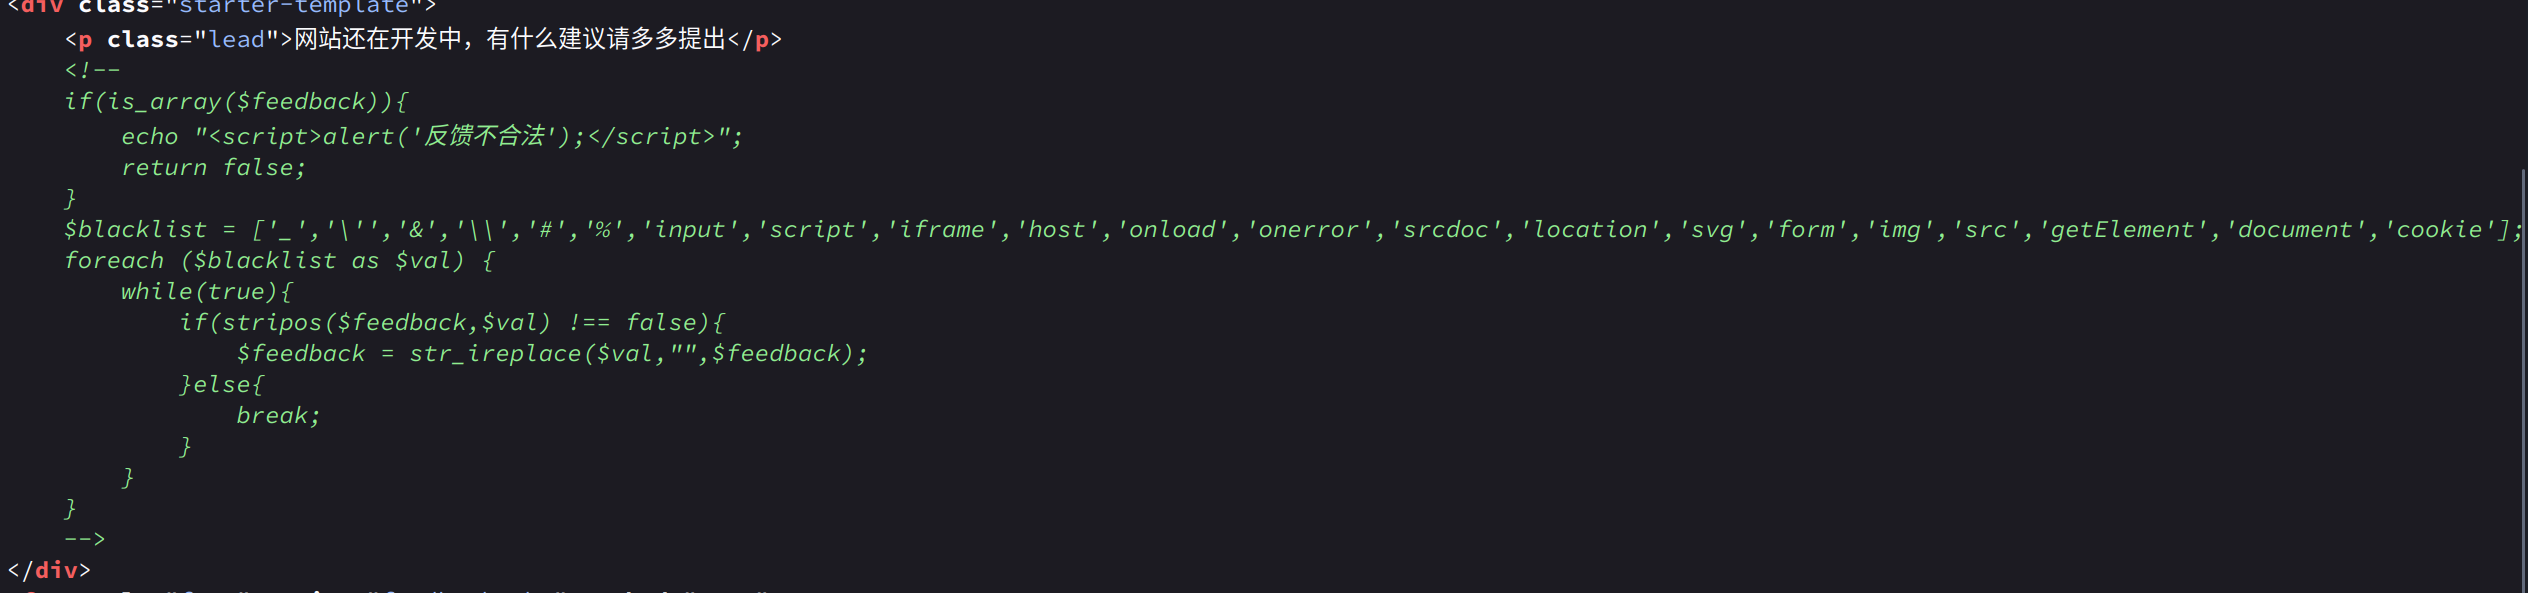 <div class="starter-template">
<p class="lead">网站还在开发中，有什么建议请多多提出</p>
<!--
if(is_array($feedback)){
echo "<script>alert('反馈不合法');</script>";
return false;
}
$blacklist = ['_','\'','&','\\','#','%','input','script','iframe','host','onload','onerror','srcdoc','location','svg','form','img','src','getElement','document','cookie'];
foreach ($blacklist as $val) {
while(true){
if(stripos($feedback,$val) !== false){
$feedback = str_ireplace($val,"",$feedback);
}else{
break;
}
}
}
-->
</div>